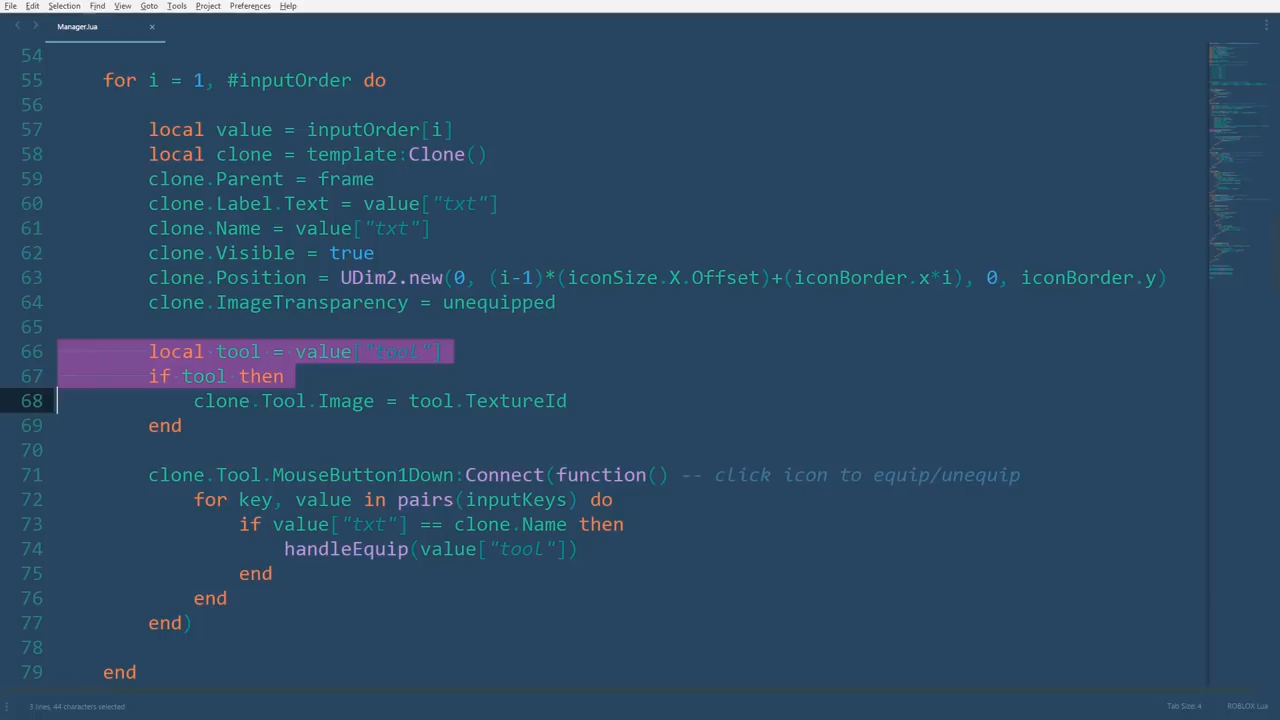 File Edit Selection Find View Goto Tools Project Preferences Help
Manager.lua
54
55 for i = 1, #inputOrder do
56
57 local value = inputOrder[i]
58 local clone = template:Clone()
59 clone.Parent = frame
60 clone.Label.Text = value["txt"]
61 clone.Name = value["txt"]
62 clone.Visible = true
63 clone.Position = UDim2.new(0, (i-1)*(iconSize.X.Offset)+(iconBorder.x*i), 0, iconBorder.y)
64 clone.ImageTransparency = unequipped
65
66 local tool = value["tool"]
67 if tool then
68 clone.Tool.Image = tool.TextureId
69 end
70
71 clone.Tool.MouseButton1Down:Connect(function() -- click icon to equip/unequip
72 for key, value in pairs(inputKeys) do
73 if value["txt"] == clone.Name then
74 handleEquip(value["tool"])
75 end
76 end
77 end)
78
79 end
3 lines, 44 characters selected
Tab Size: 4
ROBLOX Lua